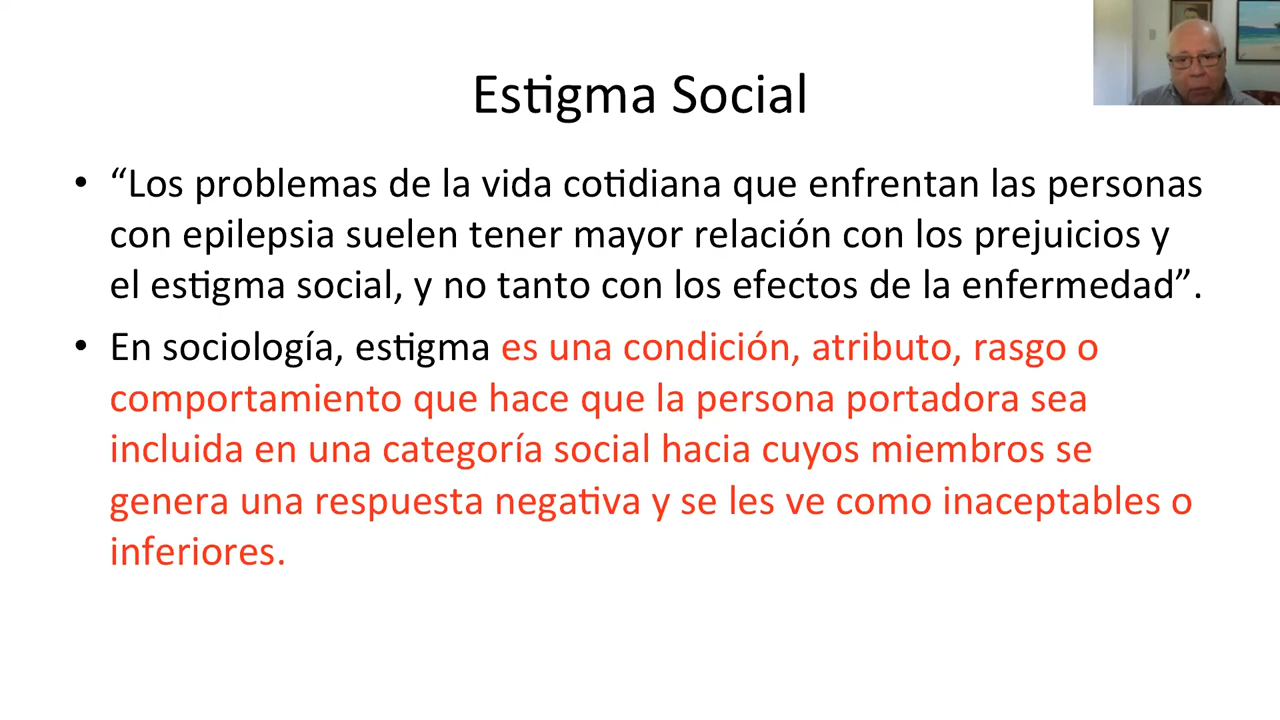 Estigma Social
• “Los problemas de la vida cotidiana que enfrentan las personas
con epilepsia suelen tener mayor relación con los prejuicios y
el estigma social, y no tanto con los efectos de la enfermedad”.
• En sociología, estigma es una condición, atributo, rasgo o
comportamiento que hace que la persona portadora sea
incluida en una categoría social hacia cuyos miembros se
genera una respuesta negativa y se les ve como inaceptables o
inferiores.